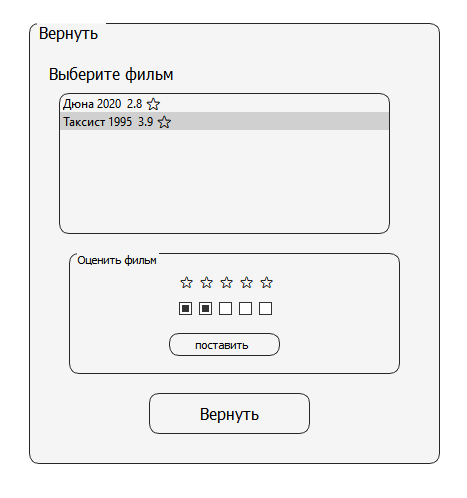 Вернуть
Выберите фильм
Дюна 2020 2.8 ☆
Таксист 1995 3.9 ☆
Оценить фильм
☆ ☆ ☆ ☆ ☆
поставить
Вернуть